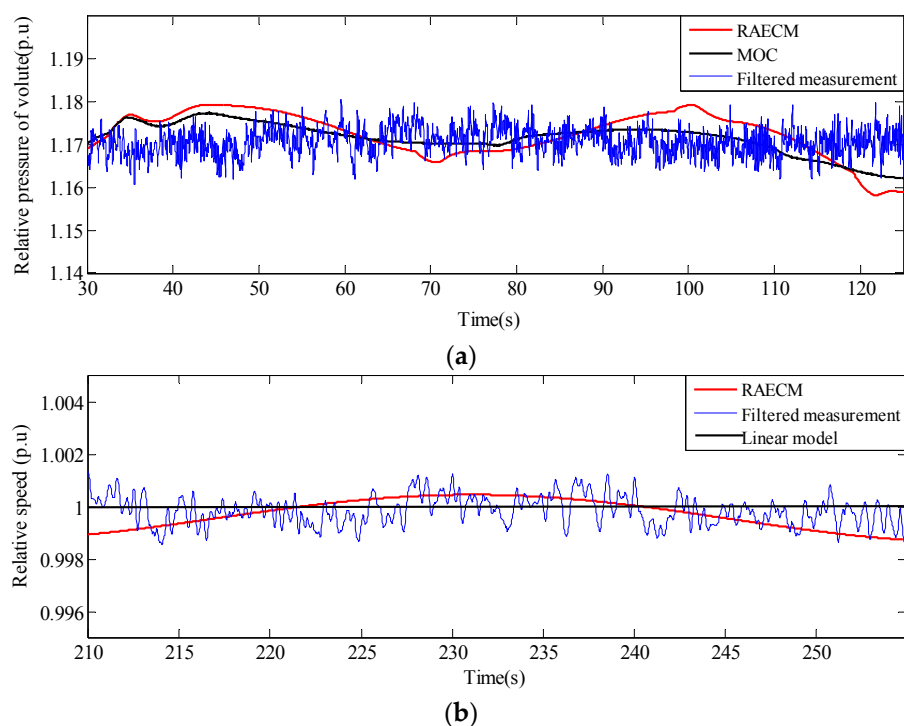 Relative pressure of volute(p.u)
1.19
1.18
1.17
1.16
1.15
1.14
30 40 50 60 70 80 90 100 110 120
Time(s)
RAECM
MOC
Filtered measurement
(a)
Relative speed (p.u)
1.004
1.002
1
0.998
0.996
210 215 220 225 230 235 240 245 250
Time(s)
RAECM
Filtered measurement
Linear model
(b)